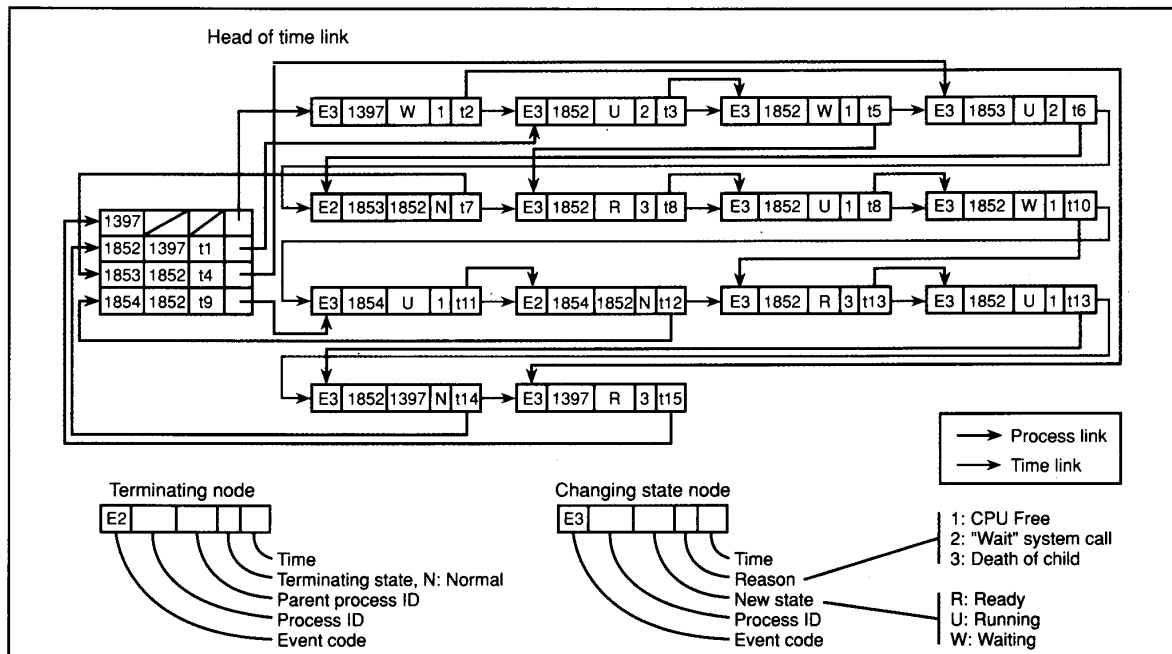 Head of time link
E3 1397 W 1 t2
E3 1852 U 2 t3
E3 1852 W 1 t5
E3 1853 U 2 t6
E2 1853 1852 N t7
E3 1852 R 3 t8
E3 1852 U 1 t8
E3 1852 W 1 t10
1397
1852 1397 t1
1853 1852 t4
1854 1852 t9
E3 1854 U 1 t11
E2 1854 1852 N t12
E3 1852 R 3 t13
E3 1852 U 1 t13
E3 1852 1397 N t14
E3 1397 R 3 t15
Process link
Time link
Terminating node
E2
Time
Terminating state, N: Normal
Parent process ID
Process ID
Event code
Changing state node
E3
Time
Reason
New state
Process ID
Event code
1: CPU Free
2: "Wait" system call
3: Death of child
R: Ready
U: Running
W: Waiting